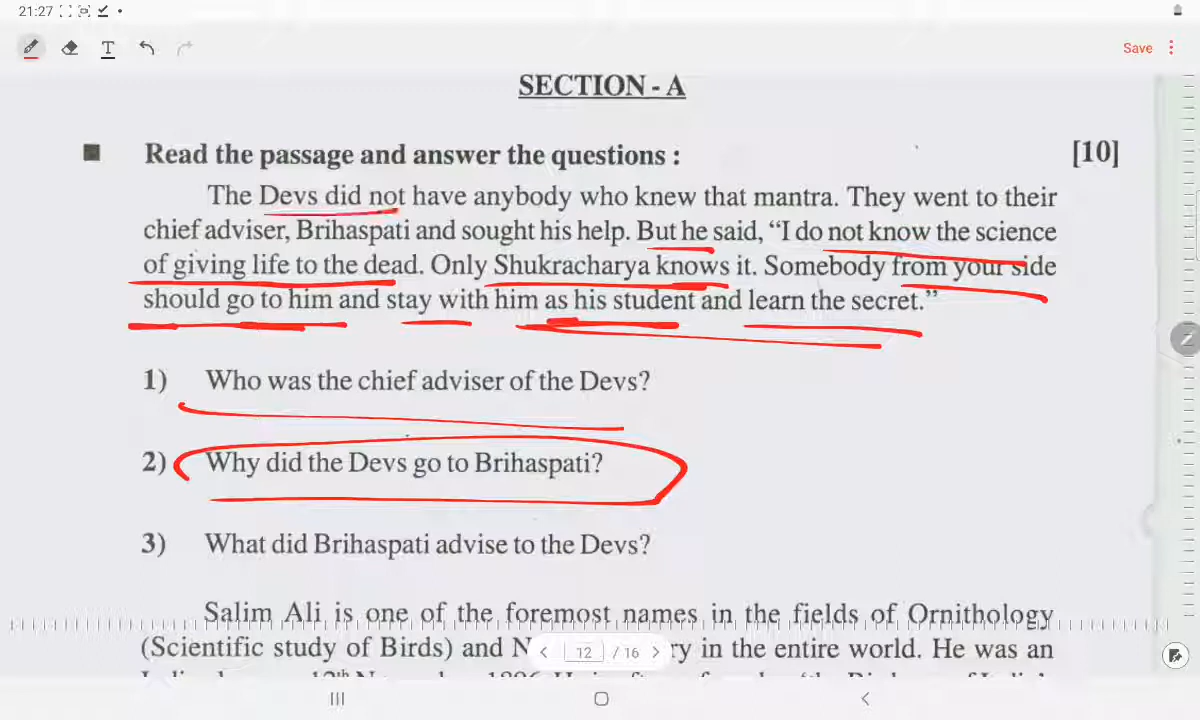 21:27
Save
SECTION - A
Read the passage and answer the questions : [10]
The Devs did not have anybody who knew that mantra. They went to their
chief adviser, Brihaspati and sought his help. But he said, “I do not know the science
of giving life to the dead. Only Shukracharya knows it. Somebody from your side
should go to him and stay with him as his student and learn the secret.”
1) Who was the chief adviser of the Devs?
2) Why did the Devs go to Brihaspati?
3) What did Brihaspati advise to the Devs?
Salim Ali is one of the foremost names in the fields of Ornithology
(Scientific study of Birds) and ry in the entire world. He was an
12 / 16